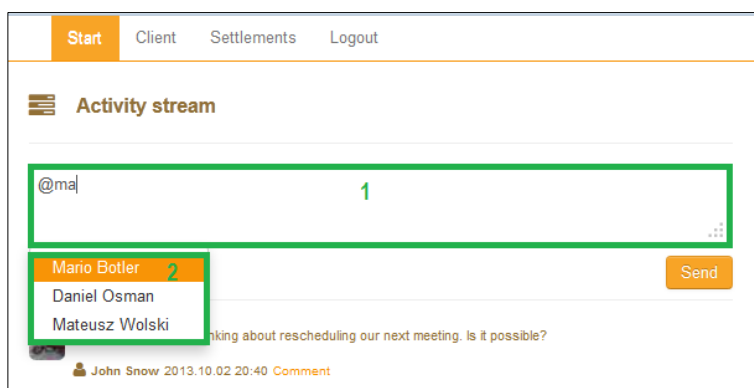 Start Client Settlements Logout
Activity stream
@ma
1
Mario Botler 2
Send
Daniel Osman
Mateusz Wolski
about rescheduling our next meeting. Is it possible?
John Snow 2013.10.02 20:40 Comment